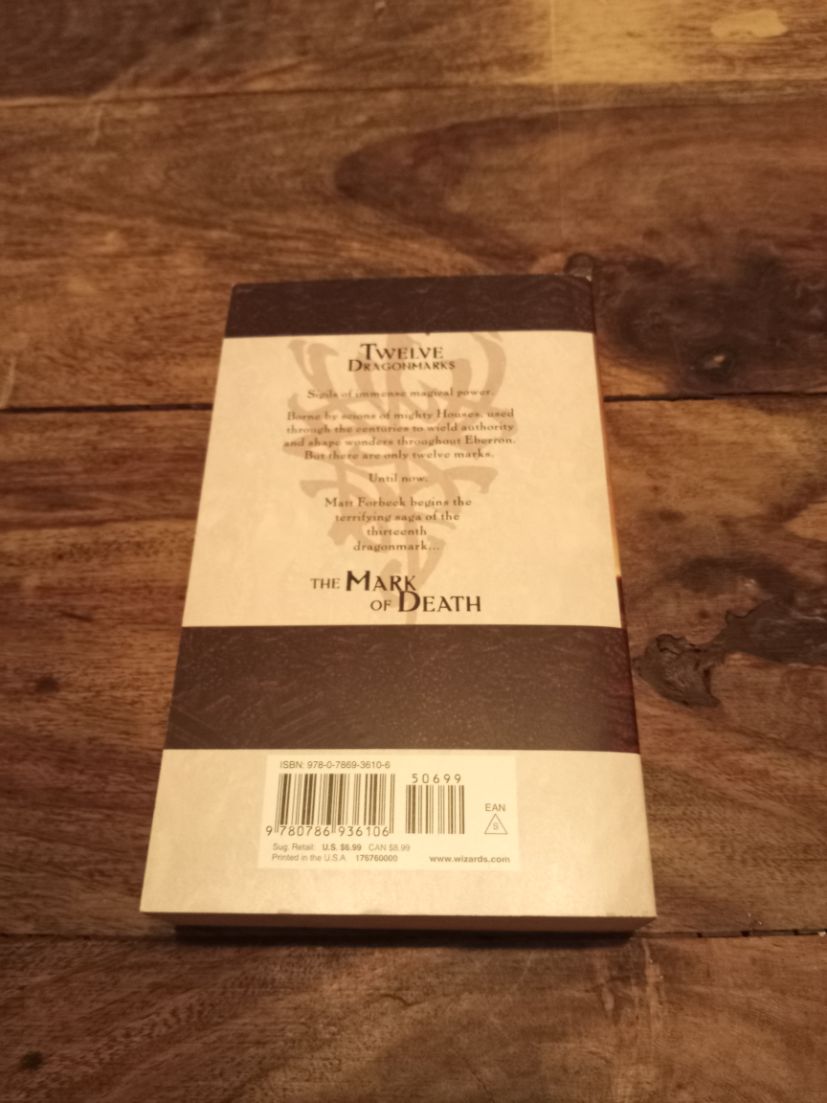 TWELVE
DRAGONMARKS
Sigils of immense magical power.
Borne by scions of mighty Houses, used
through the centuries to wield authority
and shape wonders throughout Eberron.
But there are only twelve marks.
Until now.
Matt Forbeck begins the
terrifying saga of the
thirteenth
dragonmark...
THE MARK
OF DEATH
ISBN: 978-0-7869-3610-6
50699
9 780786 936106
EAN
S
Sug. Retail: U.S. $6.99 CAN $8.99
Printed in the U.S.A. 176760000 www.wizards.com